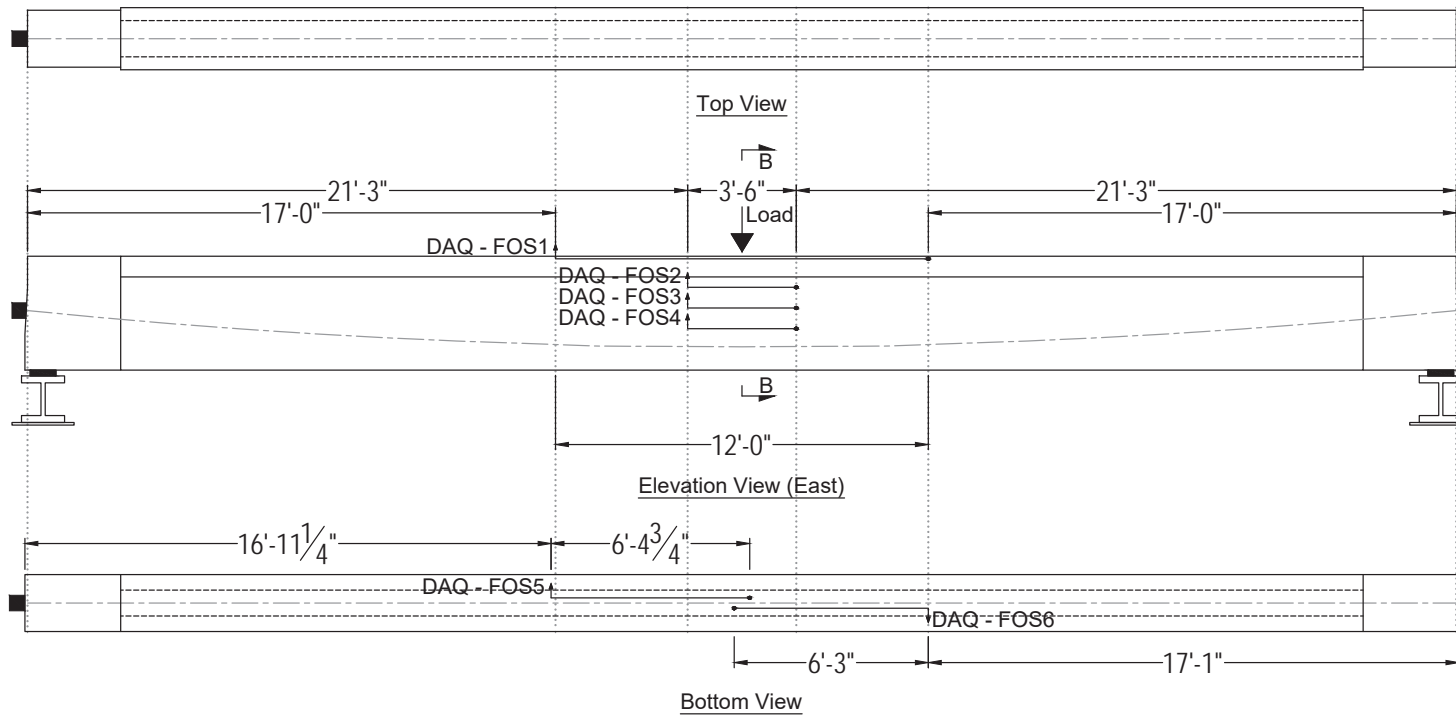 Top View
B
21'-3" 3'-6" 21'-3"
17'-0" Load 17'-0"
DAQ - FOS1
DAQ - FOS2
DAQ - FOS3
DAQ - FOS4
B
12'-0"
Elevation View (East)
16'-11 1/4" 6'-4 3/4"
DAQ - FOS5
DAQ - FOS6
6'-3" 17'-1"
Bottom View